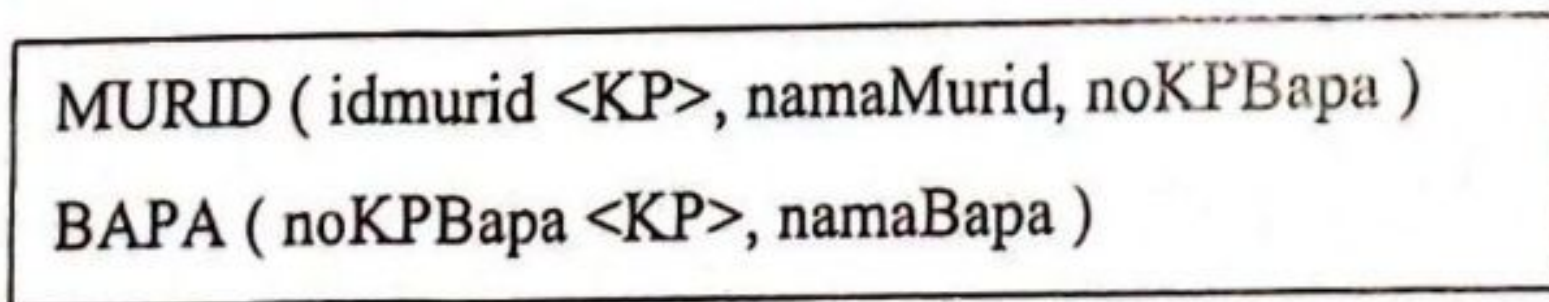 MURID ( idmurid <KP>, namaMurid, noKPBapa )
BAPA ( noKPBapa <KP>, namaBapa )